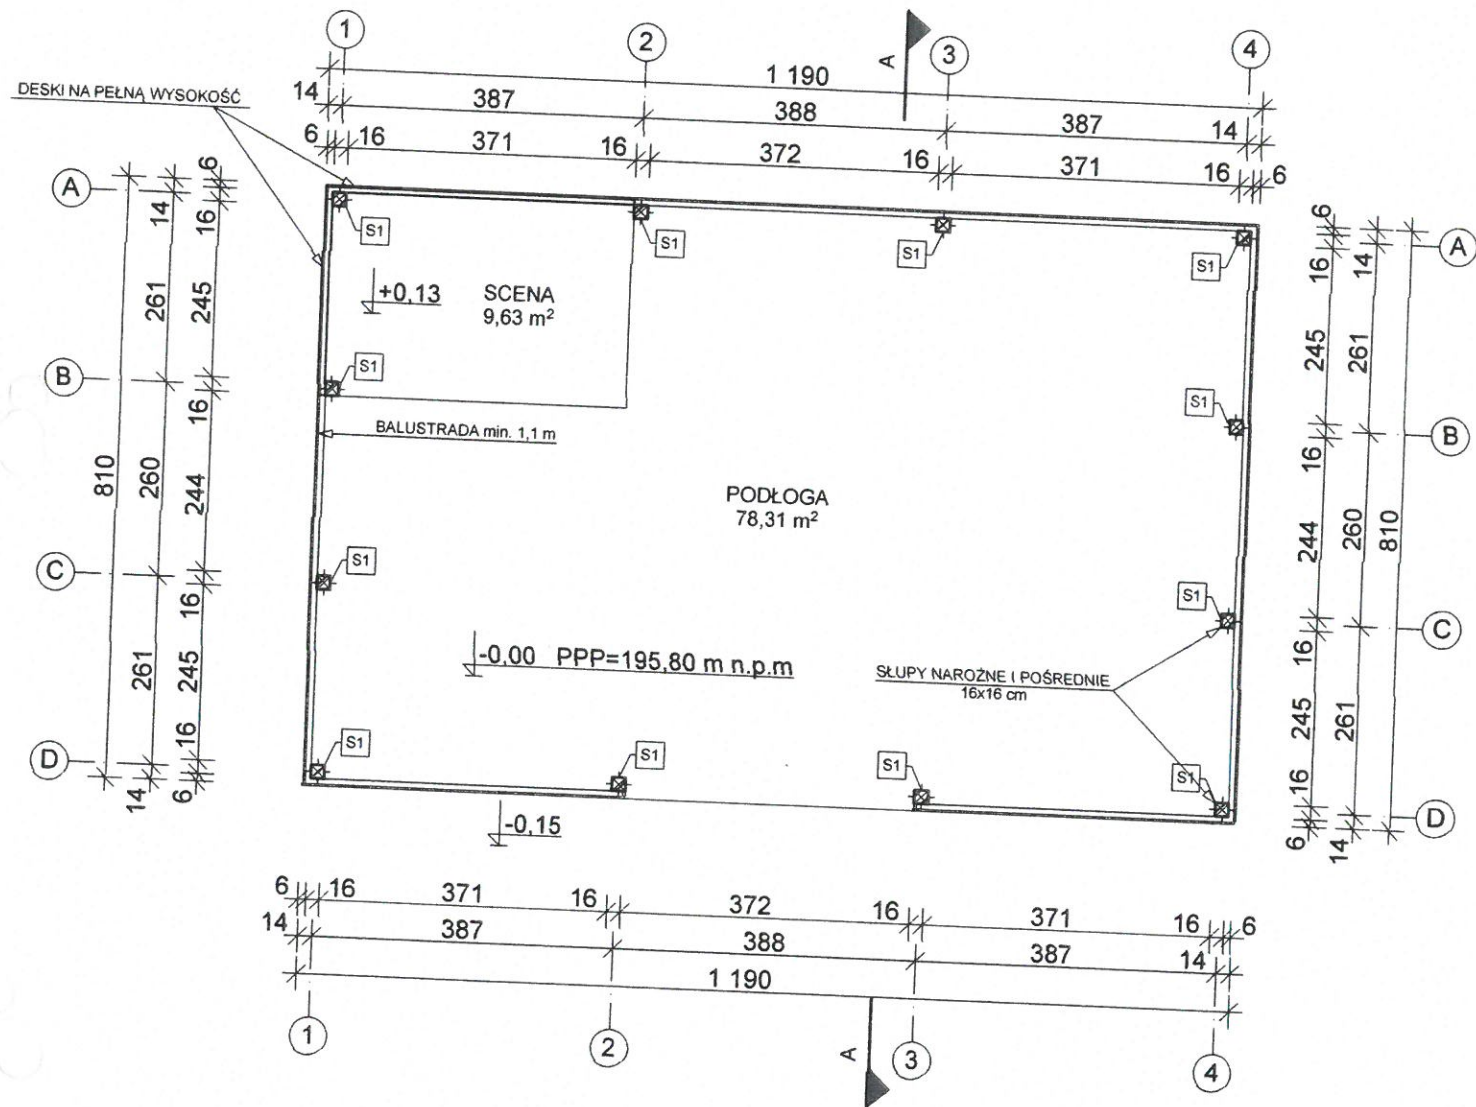 1
2
3
4
A
1 190
14
387
388
387
14
6
16
371
16
372
16
371
16
6
DESKI NA PEŁNĄ WYSOKOŚĆ
A
B
C
D
810
14
261
260
261
14
6
16
245
16
244
16
245
16
6
S1
S1
S1
S1
+0,13
SCENA
9,63 m²
S1
BALUSTRADA min. 1,1 m
S1
PODŁOGA
78,31 m²
S1
S1
-0,00 PPP=195,80 m n.p.m
SŁUPY NAROŻNE I POŚREDNIE
16x16 cm
S1
S1
S1
S1
-0,15
6
16
245
16
244
16
245
16
6
14
261
260
261
14
810
A
B
C
D
6
16
371
16
372
16
371
16
6
14
387
388
387
14
1 190
1
2
A
3
4